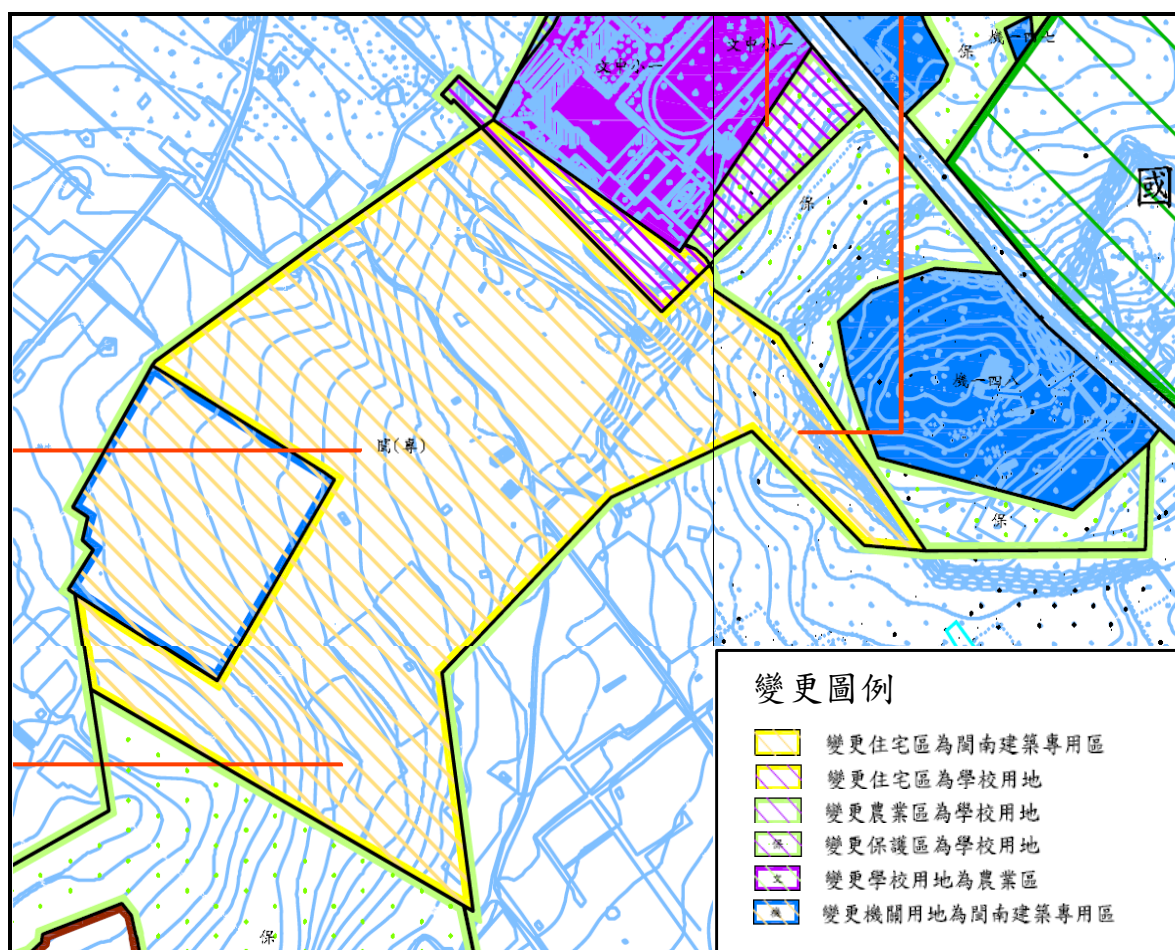 文中小一
文中小一
保
機一四七
國
保
機一四八
閩(專)
保
保
變更圖例
變更住宅區為閩南建築專用區
變更住宅區為學校用地
變更農業區為學校用地
保 變更保護區為學校用地
文 變更學校用地為農業區
機 變更機關用地為閩南建築專用區